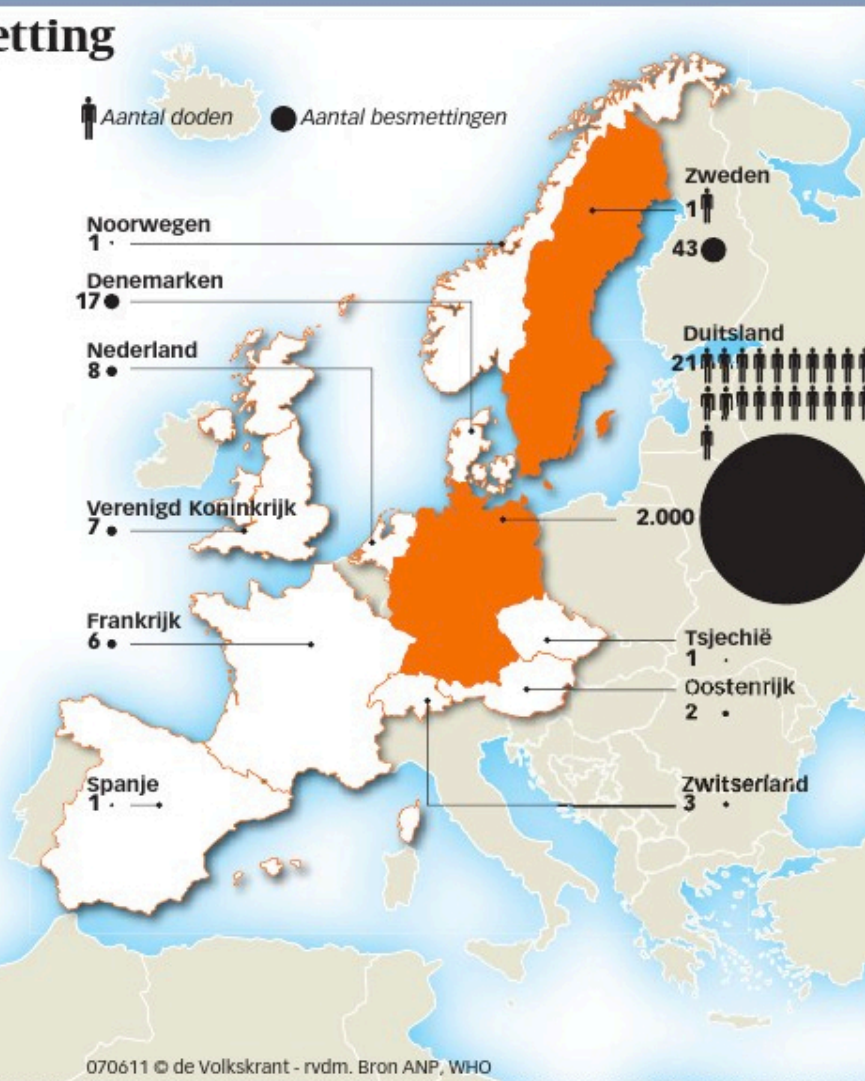 etting
Aantal doden
Aantal besmettingen
Zweden
1
43
Noorwegen
1
Denemarken
17
Nederland
8
Duitsland
21
2.000
Verenigd Koninkrijk
7
Frankrijk
6
Tsjechië
1
Oostenrijk
2
Spanje
1
Zwitserland
3
070611 © de Volkskrant - rvdm. Bron ANP, WHO